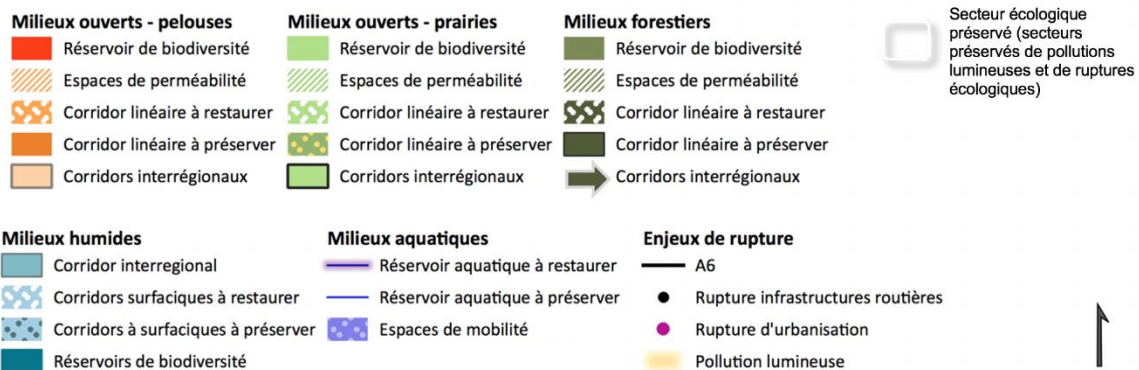 Milieux ouverts - pelouses
Réservoir de biodiversité
Espaces de perméabilité
Corridor linéaire à restaurer
Corridor linéaire à préserver
Corridors interrégionaux
Milieux ouverts - prairies
Réservoir de biodiversité
Espaces de perméabilité
Corridor linéaire à restaurer
Corridor linéaire à préserver
Corridors interrégionaux
Milieux forestiers
Réservoir de biodiversité
Espaces de perméabilité
Corridor linéaire à restaurer
Corridor linéaire à préserver
Corridors interrégionaux
Secteur écologique
préservé (secteurs
préservés de pollutions
lumineuses et de ruptures
écologiques)
Milieux humides
Corridor interregional
Corridors surfaciques à restaurer
Corridors à surfaciques à préserver
Réservoirs de biodiversité
Milieux aquatiques
Réservoir aquatique à restaurer
Réservoir aquatique à préserver
Espaces de mobilité
Enjeux de rupture
A6
Rupture infrastructures routières
Rupture d'urbanisation
Pollution lumineuse